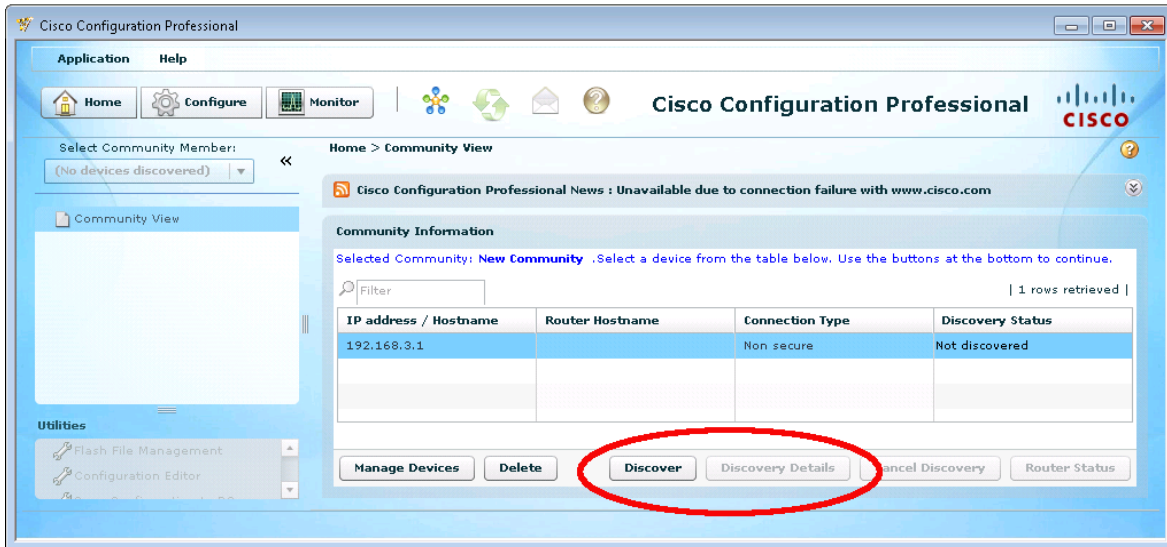 Cisco Configuration Professional
Application Help
Home Configure Monitor Cisco Configuration Professional CISCO
Select Community Member:
(No devices discovered)
Home > Community View
Cisco Configuration Professional News : Unavailable due to connection failure with www.cisco.com
Community View
Community Information
Selected Community: New Community .Select a device from the table below. Use the buttons at the bottom to continue.
Filter | 1 rows retrieved |
IP address / Hostname Router Hostname Connection Type Discovery Status
192.168.3.1 Non secure Not discovered
Utilities
Flash File Management
Configuration Editor
Manage Devices Delete Discover Discovery Details Cancel Discovery Router Status